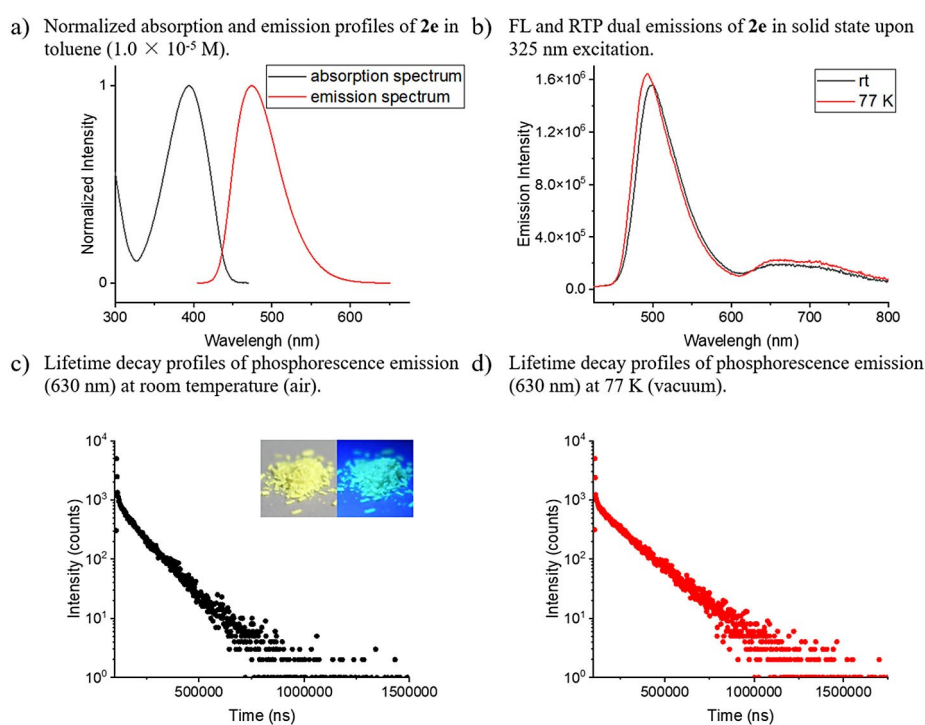 a) Normalized absorption and emission profiles of 2e in
toluene (1.0 × 10⁻⁵ M).
absorption spectrum
emission spectrum
1
0
Normalized Intensity
300 400 500 600
Wavelengh (nm)
b) FL and RTP dual emissions of 2e in solid state upon
325 nm excitation.
rt
77 K
1.6×10⁶
1.2×10⁶
8.0×10⁵
4.0×10⁵
0.0
Emission Intensity
500 600 700 800
Wavelengh (nm)
c) Lifetime decay profiles of phosphorescence emission
(630 nm) at room temperature (air).
10⁴
10³
10²
10¹
10⁰
Intensity (counts)
500000 1000000 1500000
Time (ns)
d) Lifetime decay profiles of phosphorescence emission
(630 nm) at 77 K (vacuum).
10⁴
10³
10²
10¹
10⁰
Intensity (counts)
500000 1000000 1500000
Time (ns)